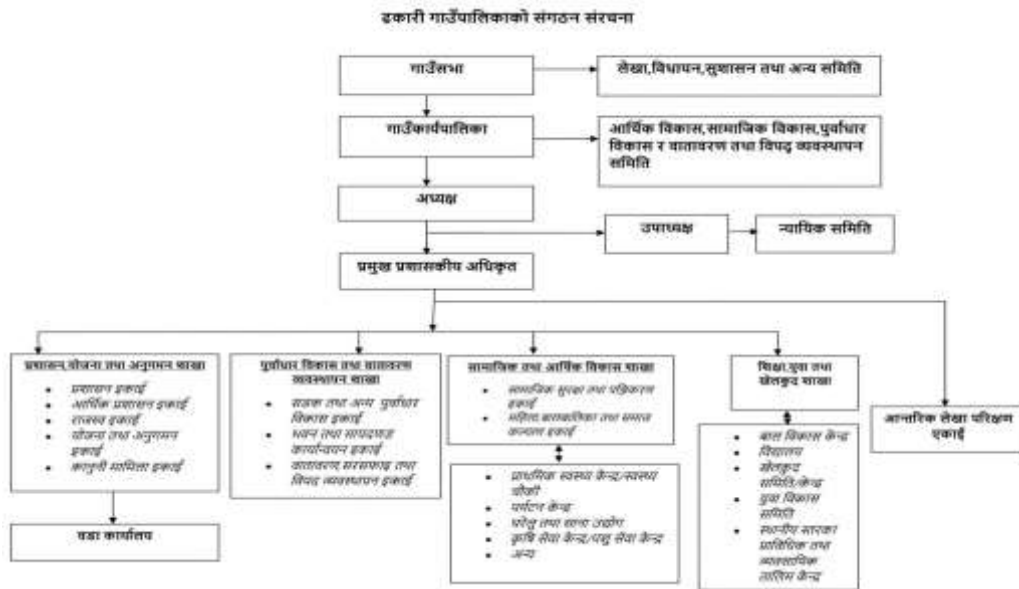 ढकारी गाउँपालिकाको संगठन संरचना
गाउँसभा
लेखा,विधायन,सुशासन तथा अन्य समिति
गाउँकार्यपालिका
आर्थिक विकास,सामाजिक विकास,पुर्वाधार
विकास र वातावरण तथा विपद् व्यवस्थापन
समिति
अध्यक्ष
उपाध्यक्ष
न्यायिक समिति
प्रमुख प्रशासकीय अधिकृत
प्रशासन,योजना तथा अनुगमन शाखा
प्रशासन इकाई
आर्थिक प्रशासन इकाई
राजस्व इकाई
योजना तथा अनुगमन
इकाई
कानुनी मामिला इकाई
वडा कार्यालय
पुर्वाधार विकास तथा वातावरण
व्यवस्थापन शाखा
सडक तथा अन्य पुर्वाधार
विकास इकाई
भवन तथा मापदण्ड
कार्यान्वयन इकाई
वातावरण,सरसफाइ तथा
विपद व्यवस्थापन इकाई
सामाजिक तथा आर्थिक विकास शाखा
सामाजिक सुरक्षा तथा पञ्जिकरण
इकाई
महिला,बालबालिका तथा समाज
कल्याण इकाई
प्राथमिक स्वस्थ्य केन्द्र/स्वस्थ्य
चौकी
पर्यटन केन्द्र
घरेलु तथा साना उद्योग
कृषि सेवा केन्द्र/पशु सेवा केन्द्र
अन्य
शिक्षा,युवा तथा
खेलकुद शाखा
बाल विकास केन्द्र
विद्यालय
खेलकुद
समिति/केन्द्र
युवा विकास
समिति
स्थानीय स्तरका
प्राविधिक तथा
व्यवसायिक
तालिम केन्द्र
आन्तरिक लेखा परिक्षण
एकाई